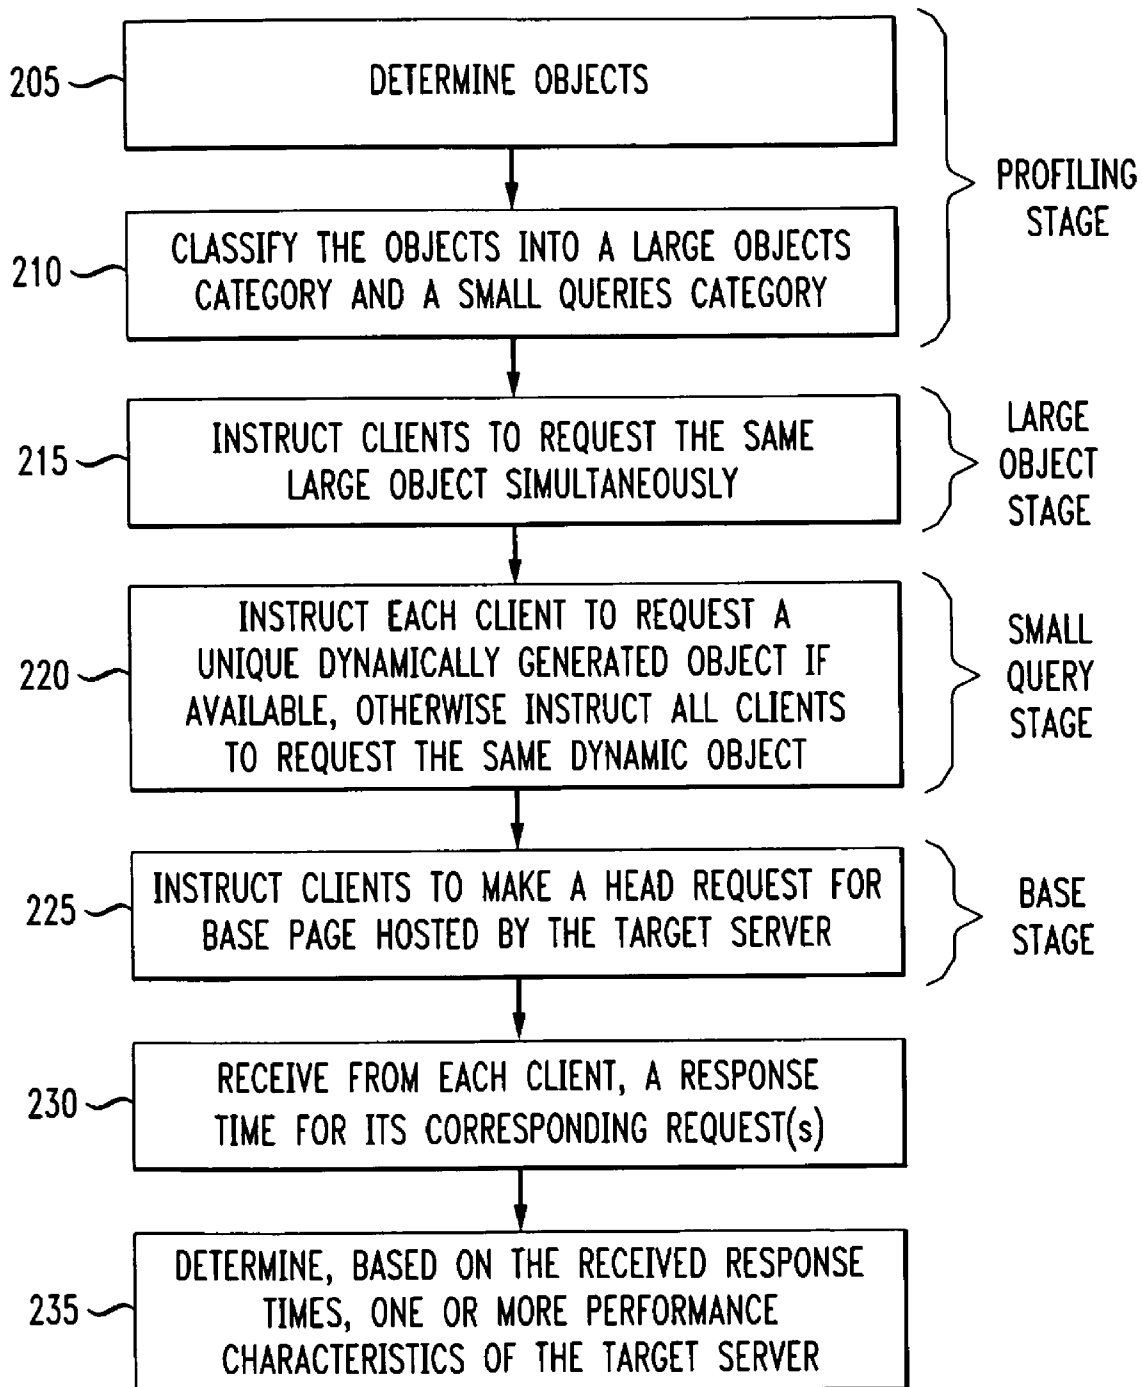 205
DETERMINE OBJECTS
PROFILING
STAGE
210
CLASSIFY THE OBJECTS INTO A LARGE OBJECTS
CATEGORY AND A SMALL QUERIES CATEGORY
215
INSTRUCT CLIENTS TO REQUEST THE SAME
LARGE OBJECT SIMULTANEOUSLY
LARGE
OBJECT
STAGE
220
INSTRUCT EACH CLIENT TO REQUEST A
UNIQUE DYNAMICALLY GENERATED OBJECT IF
AVAILABLE, OTHERWISE INSTRUCT ALL CLIENTS
TO REQUEST THE SAME DYNAMIC OBJECT
SMALL
QUERY
STAGE
225
INSTRUCT CLIENTS TO MAKE A HEAD REQUEST FOR
BASE PAGE HOSTED BY THE TARGET SERVER
BASE
STAGE
230
RECEIVE FROM EACH CLIENT, A RESPONSE
TIME FOR ITS CORRESPONDING REQUEST(s)
235
DETERMINE, BASED ON THE RECEIVED RESPONSE
TIMES, ONE OR MORE PERFORMANCE
CHARACTERISTICS OF THE TARGET SERVER